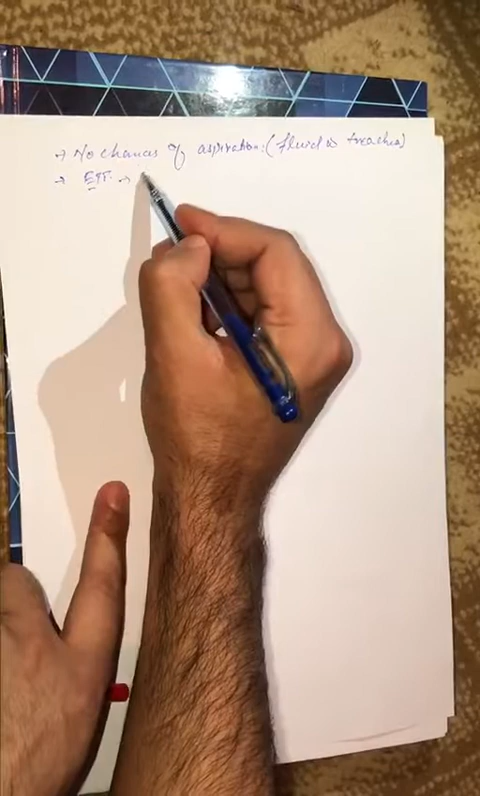 → No chances of aspiration: (fluid → trachea)
→ ETT. →